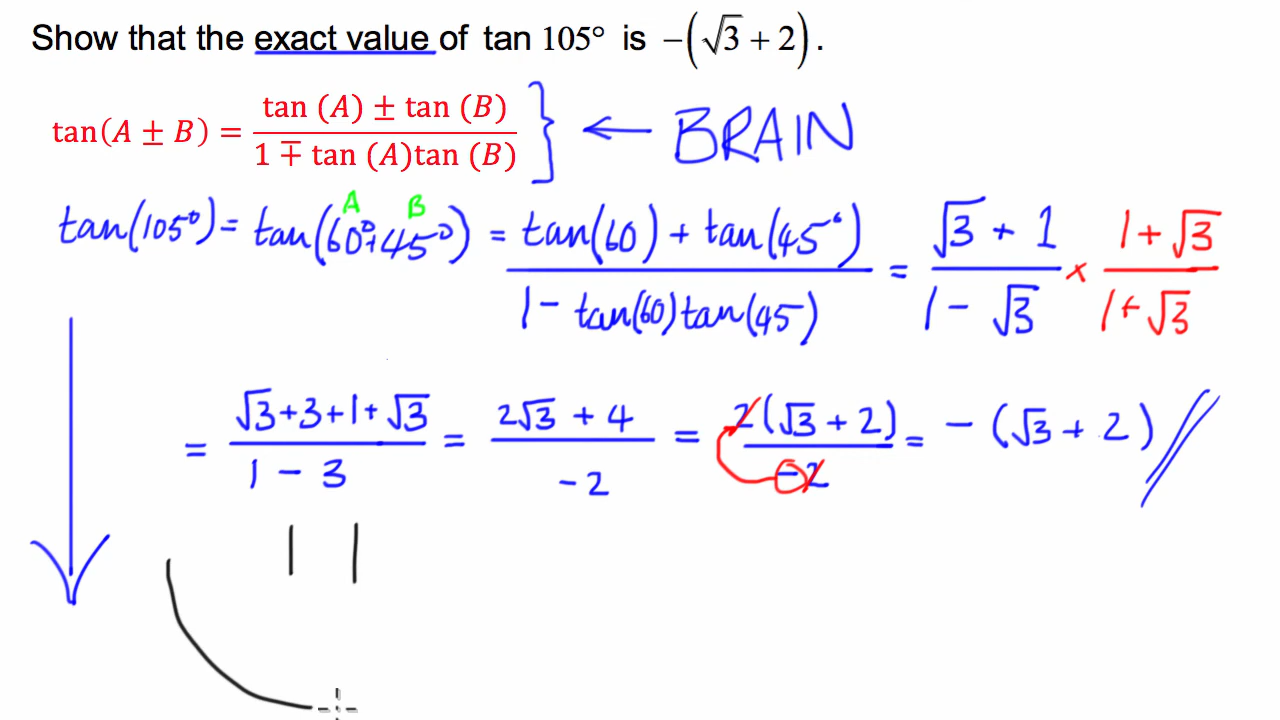 Show that the exact value of tan 105° is −(√3 + 2).
tan(A ± B) = (tan (A) ± tan (B)) / (1 ∓ tan (A)tan (B)) } ← BRAIN
A B
tan(105°) = tan(60°+45°) = (tan(60) + tan(45°)) / (1 − tan(60)tan(45)) = (√3 + 1) / (1 − √3) × (1 + √3) / (1 + √3)
= (√3+3+1+√3) / (1 − 3) = (2√3 + 4) / (−2) = (2(√3 + 2)) / (−2) = −(√3 + 2)